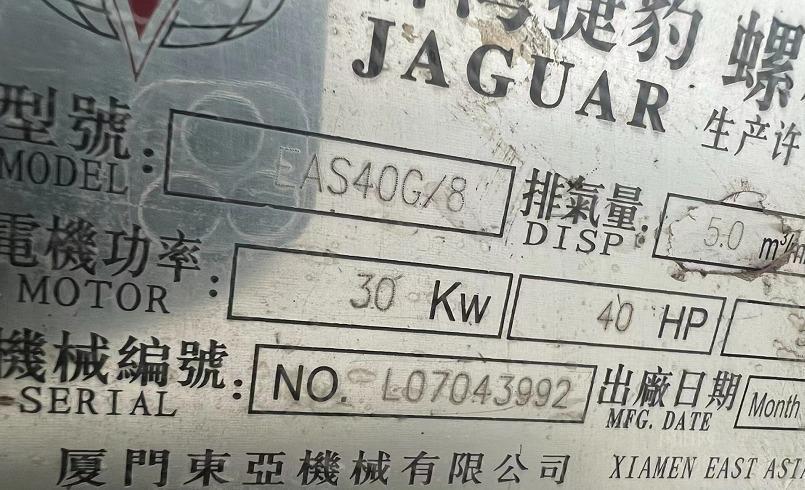 捷豹 螺
JAGUAR
生产许
型號: EAS40G/8 排氣量: 5.0 m³/
MODEL DISP
電機功率: 30 Kw 40 HP
MOTOR
機械編號: NO. L07043992 出廠日期 Month
SERIAL MFG. DATE
厦門東亞機械有限公司 XIAMEN EAST